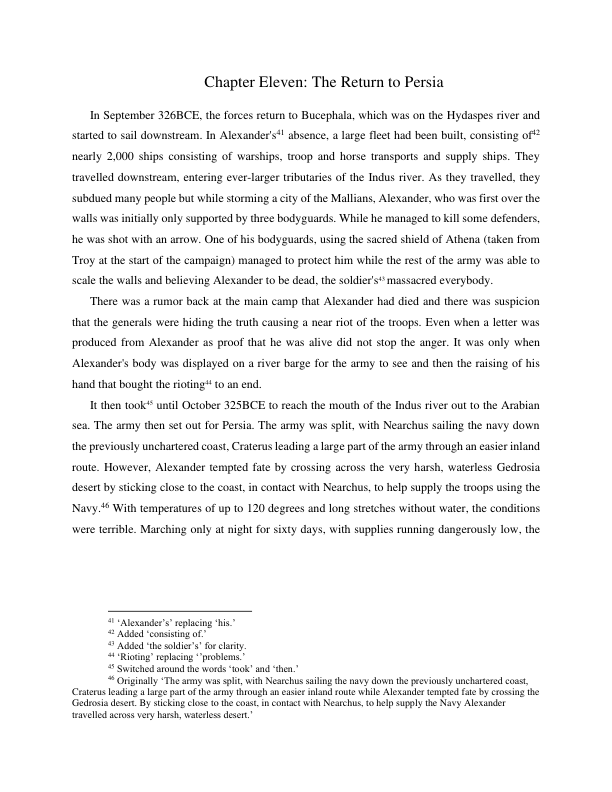 Chapter Eleven: The Return to Persia
In September 326BCE, the forces return to Bucephala, which was on the Hydaspes river and
started to sail downstream. In Alexander's⁴¹ absence, a large fleet had been built, consisting of⁴²
nearly 2,000 ships consisting of warships, troop and horse transports and supply ships. They
travelled downstream, entering ever-larger tributaries of the Indus river. As they travelled, they
subdued many people but while storming a city of the Mallians, Alexander, who was first over the
walls was initially only supported by three bodyguards. While he managed to kill some defenders,
he was shot with an arrow. One of his bodyguards, using the sacred shield of Athena (taken from
Troy at the start of the campaign) managed to protect him while the rest of the army was able to
scale the walls and believing Alexander to be dead, the soldier's⁴³ massacred everybody.
There was a rumor back at the main camp that Alexander had died and there was suspicion
that the generals were hiding the truth causing a near riot of the troops. Even when a letter was
produced from Alexander as proof that he was alive did not stop the anger. It was only when
Alexander's body was displayed on a river barge for the army to see and then the raising of his
hand that bought the rioting⁴⁴ to an end.
It then took⁴⁵ until October 325BCE to reach the mouth of the Indus river out to the Arabian
sea. The army then set out for Persia. The army was split, with Nearchus sailing the navy down
the previously unchartered coast, Craterus leading a large part of the army through an easier inland
route. However, Alexander tempted fate by crossing across the very harsh, waterless Gedrosia
desert by sticking close to the coast, in contact with Nearchus, to help supply the troops using the
Navy.⁴⁶ With temperatures of up to 120 degrees and long stretches without water, the conditions
were terrible. Marching only at night for sixty days, with supplies running dangerously low, the
⁴¹ ‘Alexander’s’ replacing ‘his.’
⁴² Added ‘consisting of.’
⁴³ Added ‘the soldier’s’ for clarity.
⁴⁴ ‘Rioting’ replacing ‘’problems.’
⁴⁵ Switched around the words ‘took’ and ‘then.’
⁴⁶ Originally ‘The army was split, with Nearchus sailing the navy down the previously unchartered coast,
Craterus leading a large part of the army through an easier inland route while Alexander tempted fate by crossing the
Gedrosia desert. By sticking close to the coast, in contact with Nearchus, to help supply the Navy Alexander
travelled across very harsh, waterless desert.’